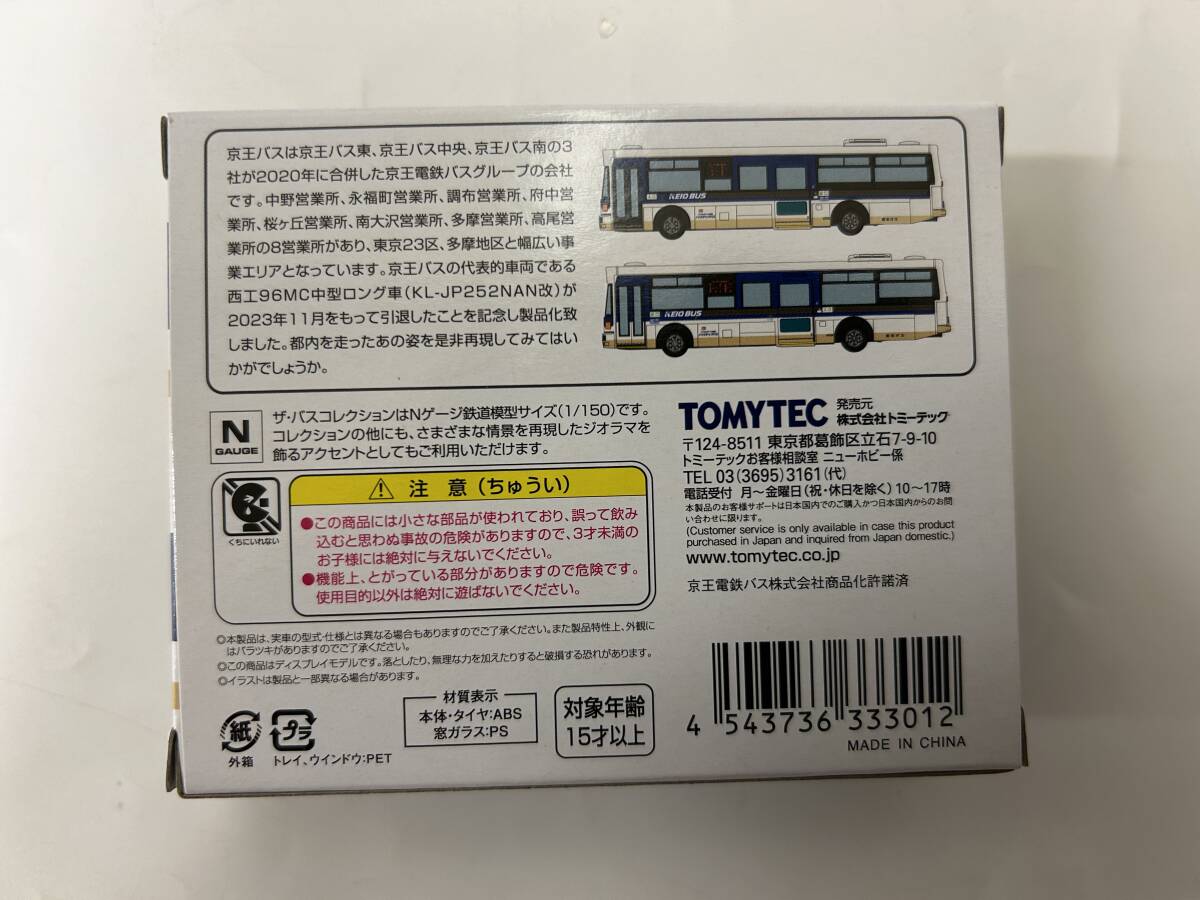 京王バスは京王バス東、京王バス中央、京王バス南の3
社が2020年に合併した京王電鉄バスグループの会社
です。中野営業所、永福町営業所、調布営業所、府中営
業所、桜ヶ丘営業所、南大沢営業所、多摩営業所、高尾営
業所の8営業所があり、東京23区、多摩地区と幅広い事
業エリアとなっています。京王バスの代表的車両である
西工96MC中型ロング車(KL-JP252NAN改)が
2023年11月をもって引退したことを記念し製品化致
しました。都内を走ったあの姿を是非再現してみてはい
かがでしょうか。
KEIO BUS
KEIO BUS
N
GAUGE
ザ・バスコレクションはNゲージ鉄道模型サイズ(1/150)です。
コレクションの他にも、さまざまな情景を再現したジオラマを
飾るアクセントとしてもご利用いただけます。
くちにいれない
注 意(ちゅうい)
●この商品には小さな部品が使われており、誤って飲み
込むと思わぬ事故の危険がありますので、3才未満の
お子様には絶対に与えないでください。
●機能上、とがっている部分がありますので危険です。
使用目的以外は絶対に遊ばないでください。
◎本製品は、実車の型式・仕様とは異なる場合もありますのでご了承ください。また製品特性上、外観に
はバラツキがありますのでご了承ください。
◎この商品はディスプレイモデルです。落としたり、無理な力を加えたりすると破損する恐れがあります。
◎イラストは製品と一部異なる場合があります。
紙
外箱
プラ
トレイ、ウインドウ:PET
材質表示
本体・タイヤ:ABS
窓ガラス:PS
対象年齢
15才以上
TOMYTEC 発売元
株式会社トミーテック
〒124-8511 東京都葛飾区立石7-9-10
トミーテックお客様相談室 ニューホビー係
TEL 03(3695)3161(代)
電話受付 月〜金曜日(祝・休日を除く)10〜17時
本製品のお客様サポートは日本国内でのご購入かつ日本国内からのお問
い合わせに限ります。
(Customer service is only available in case this product
purchased in Japan and inquired from Japan domestic.)
www.tomytec.co.jp
京王電鉄バス株式会社商品化許諾済
4 543736 333012
MADE IN CHINA